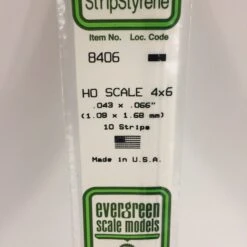 StripStyrene
Item No. Loc. Code
8406
HO SCALE 4x6
.043 x .066"
(1.08 x 1.68 mm)
10 Strips
Made in U.S.A.
evergreen
scale models